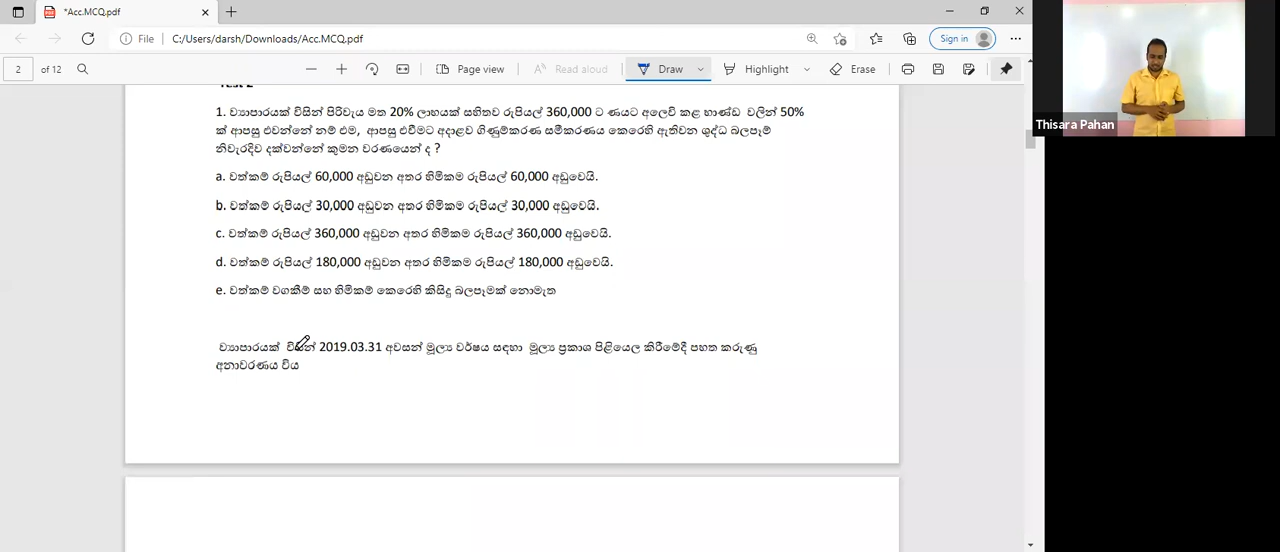 *Acc.MCQ.pdf
File
C:/Users/darsh/Downloads/Acc.MCQ.pdf
Sign in
2 of 12
Page view
Read aloud
Draw
Highlight
Erase
Test 2
1. ව්‍යාපාරයක් විසින් පිරිවැය මත 20% ලාභයක් සහිතව රුපියල් 360,000 ට ණයට අලෙවි කළ භාණ්ඩ වලින් 50%
ක් ආපසු එවන්නේ නම් එම, ආපසු එවීමට අදාළව ගිණුම්කරණ සමීකරණය කෙරෙහි ඇතිවන ශුද්ධ බලපෑම්
නිවැරදිව දක්වන්නේ කුමන වරණයෙන් ද ?
a. වත්කම් රුපියල් 60,000 අඩුවන අතර හිමිකම රුපියල් 60,000 අඩුවෙයි.
b. වත්කම් රුපියල් 30,000 අඩුවන අතර හිමිකම රුපියල් 30,000 අඩුවෙයි.
c. වත්කම් රුපියල් 360,000 අඩුවන අතර හිමිකම රුපියල් 360,000 අඩුවෙයි.
d. වත්කම් රුපියල් 180,000 අඩුවන අතර හිමිකම රුපියල් 180,000 අඩුවෙයි.
e. වත්කම් වගකීම් සහ හිමිකම් කෙරෙහි කිසිදු බලපෑමක් නොමැත
ව්‍යාපාරයක් විසින් 2019.03.31 අවසන් මූල්‍ය වර්ෂය සඳහා මූල්‍ය ප්‍රකාශ පිළියෙල කිරීමේදී පහත කරුණු
අනාවරණය විය
Thisara Pahan